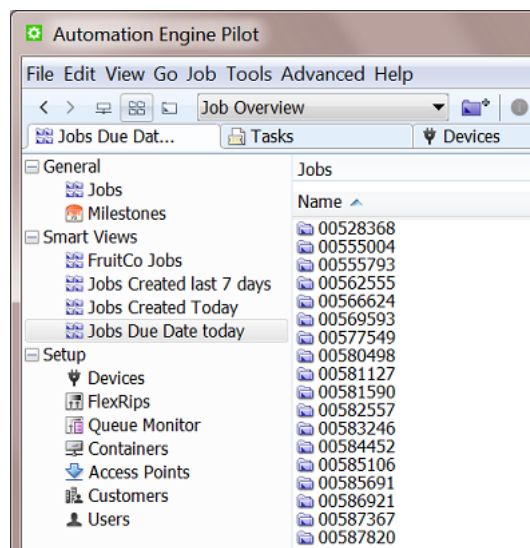 Automation Engine Pilot
File Edit View Go Job Tools Advanced Help
Job Overview
Jobs Due Dat...
Tasks
Devices
General
Jobs
Milestones
Smart Views
FruitCo Jobs
Jobs Created last 7 days
Jobs Created Today
Jobs Due Date today
Setup
Devices
FlexRips
Queue Monitor
Containers
Access Points
Customers
Users
Jobs
Name
00528368
00555004
00555793
00562555
00566624
00569593
00577549
00580498
00581127
00581590
00582557
00583246
00584452
00585106
00585691
00586921
00587367
00587820